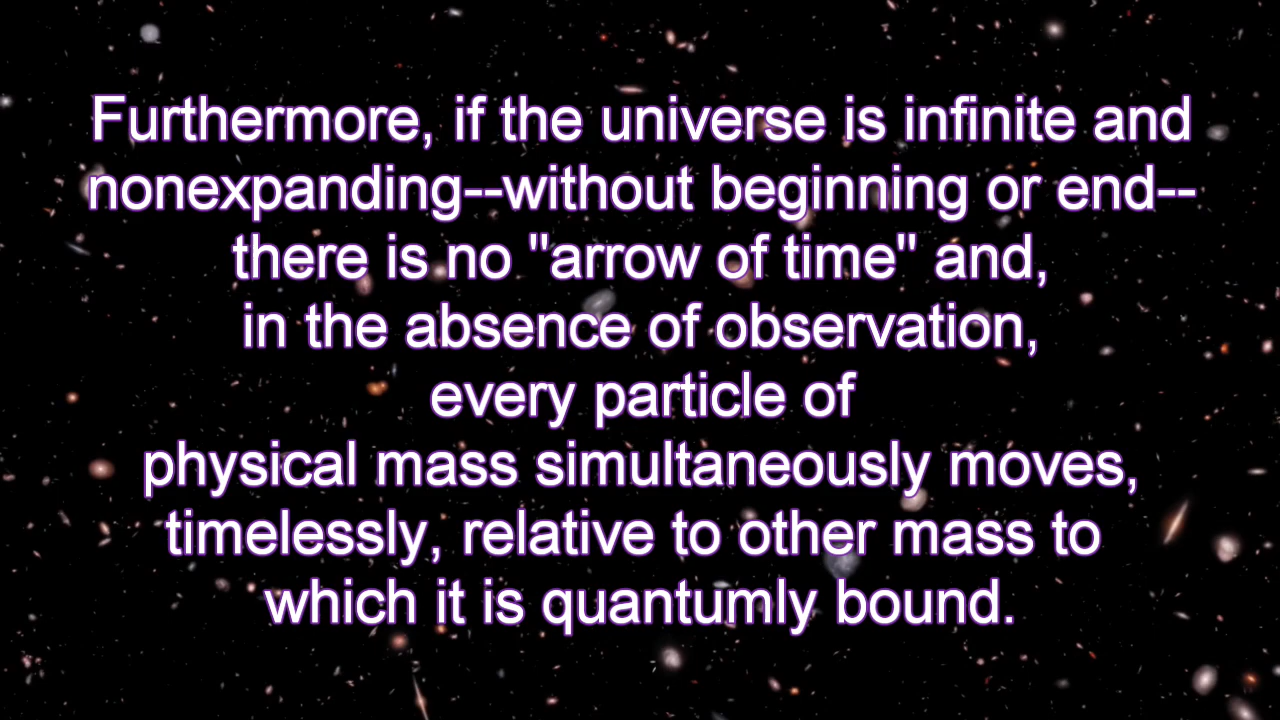 Furthermore, if the universe is infinite and
nonexpanding--without beginning or end--
there is no "arrow of time" and,
in the absence of observation,
every particle of
physical mass simultaneously moves,
timelessly, relative to other mass to
which it is quantumly bound.